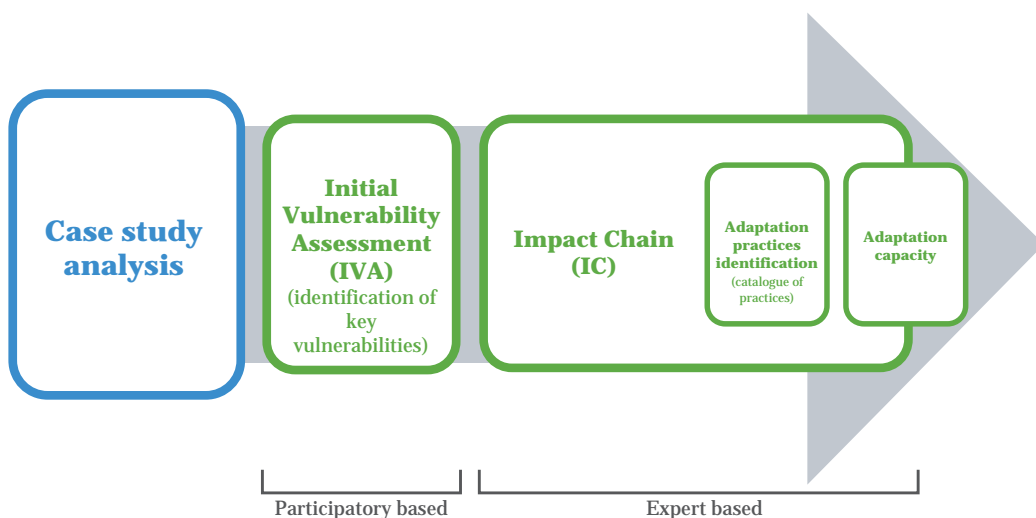 Case study
analysis
Initial
Vulnerability
Assessment
(IVA)
(identification of
key
vulnerabilities)
Impact Chain
(IC)
Adaptation
practices
identification
(catalogue of
practices)
Adaptation
capacity
Participatory based
Expert based